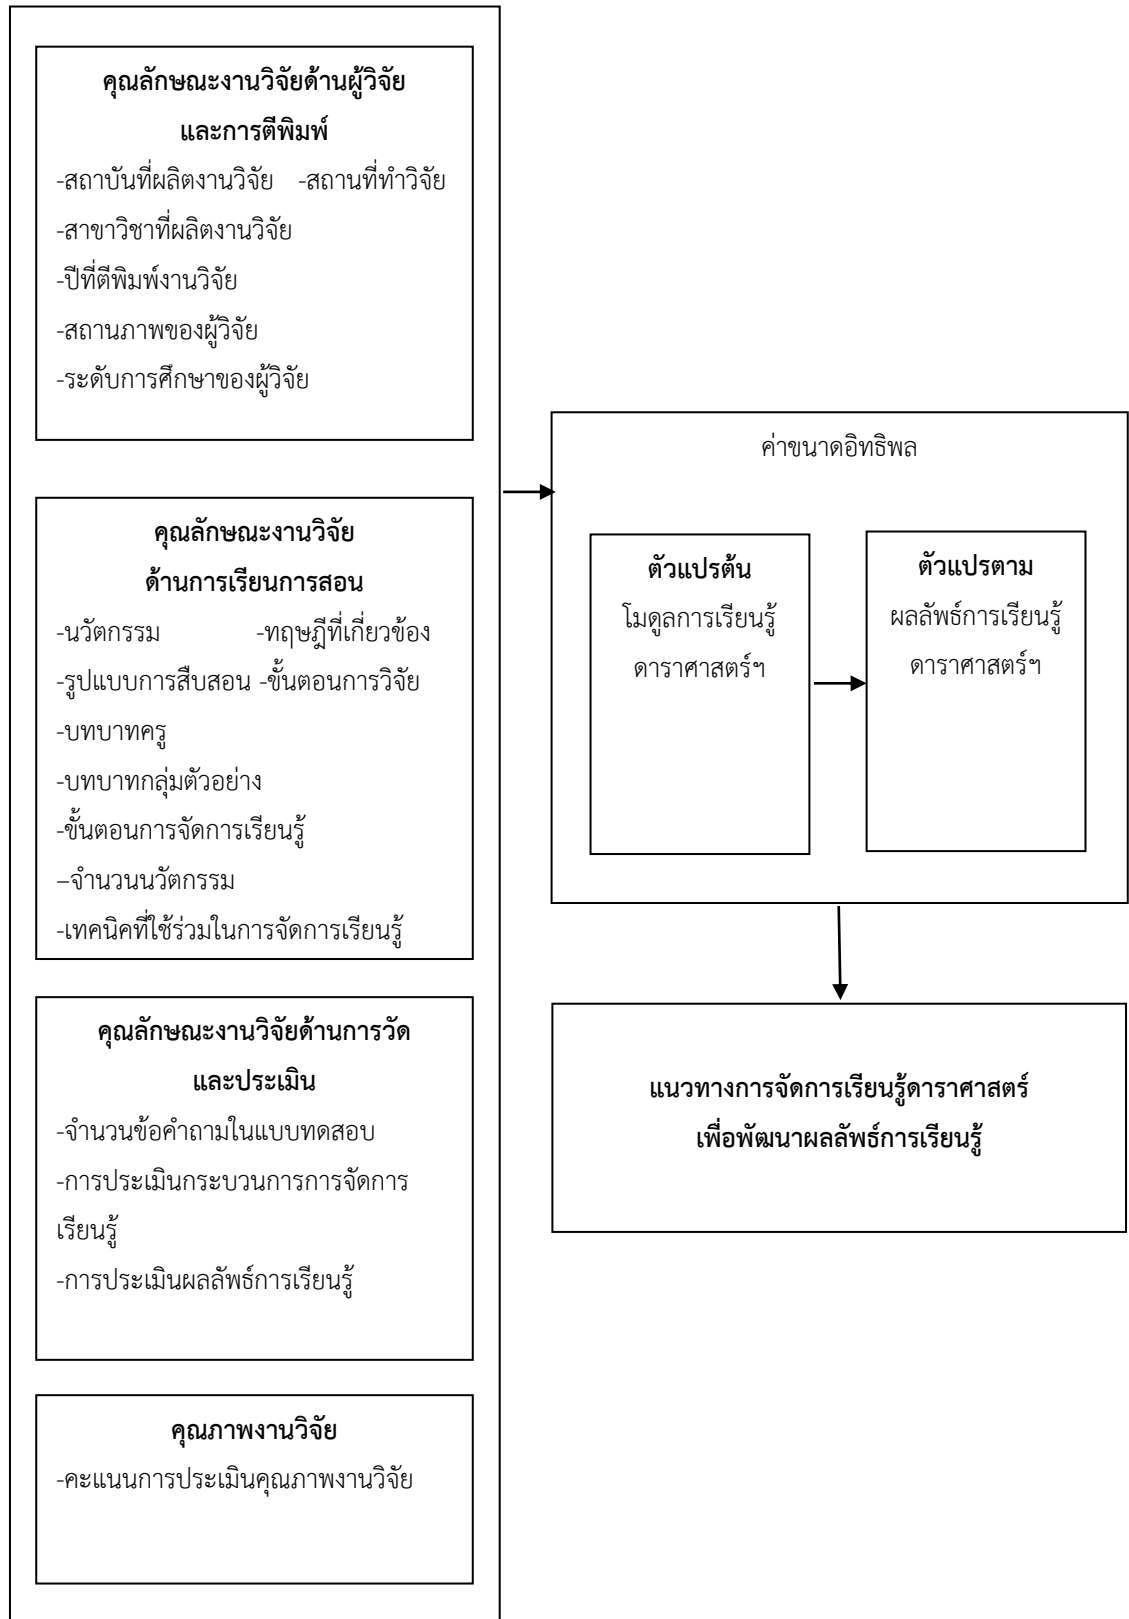 คุณลักษณะงานวิจัยด้านผู้วิจัย
และการตีพิมพ์
-สถาบันที่ผลิตงานวิจัย -สถานที่ทำวิจัย
-สาขาวิชาที่ผลิตงานวิจัย
-ปีที่ตีพิมพ์งานวิจัย
-สถานภาพของผู้วิจัย
-ระดับการศึกษาของผู้วิจัย
คุณลักษณะงานวิจัย
ด้านการเรียนการสอน
-นวัตกรรม -ทฤษฎีที่เกี่ยวข้อง
-รูปแบบการสืบสอน -ขั้นตอนการวิจัย
-บทบาทครู
-บทบาทกลุ่มตัวอย่าง
-ขั้นตอนการจัดการเรียนรู้
–จำนวนนวัตกรรม
-เทคนิคที่ใช้ร่วมในการจัดการเรียนรู้
คุณลักษณะงานวิจัยด้านการวัด
และประเมิน
-จำนวนข้อคำถามในแบบทดสอบ
-การประเมินกระบวนการการจัดการ
เรียนรู้
-การประเมินผลลัพธ์การเรียนรู้
คุณภาพงานวิจัย
-คะแนนการประเมินคุณภาพงานวิจัย
ค่าขนาดอิทธิพล
ตัวแปรต้น
โมดูลการเรียนรู้
ดาราศาสตร์ฯ
ตัวแปรตาม
ผลลัพธ์การเรียนรู้
ดาราศาสตร์ฯ
แนวทางการจัดการเรียนรู้ดาราศาสตร์
เพื่อพัฒนาผลลัพธ์การเรียนรู้